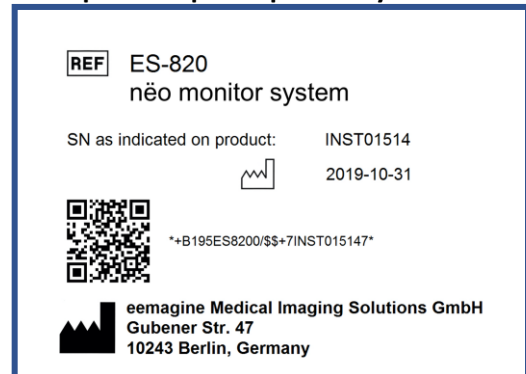 REF ES-820
nëo monitor system
SN as indicated on product: INST01514
2019-10-31
*+B195ES8200/$$+7INST015147*
eemagine Medical Imaging Solutions GmbH
Gubener Str. 47
10243 Berlin, Germany